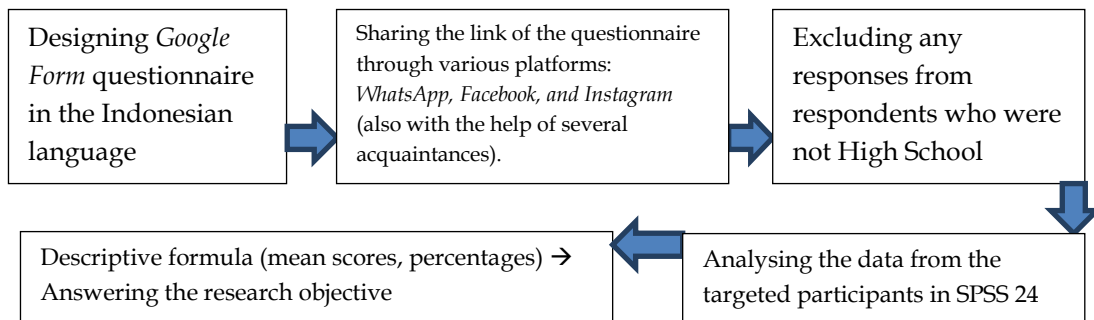 Designing Google
Form questionnaire
in the Indonesian
language
Sharing the link of the questionnaire
through various platforms:
WhatsApp, Facebook, and Instagram
(also with the help of several
acquaintances).
Excluding any
responses from
respondents who were
not High School
Analysing the data from the
targeted participants in SPSS 24
Descriptive formula (mean scores, percentages) →
Answering the research objective